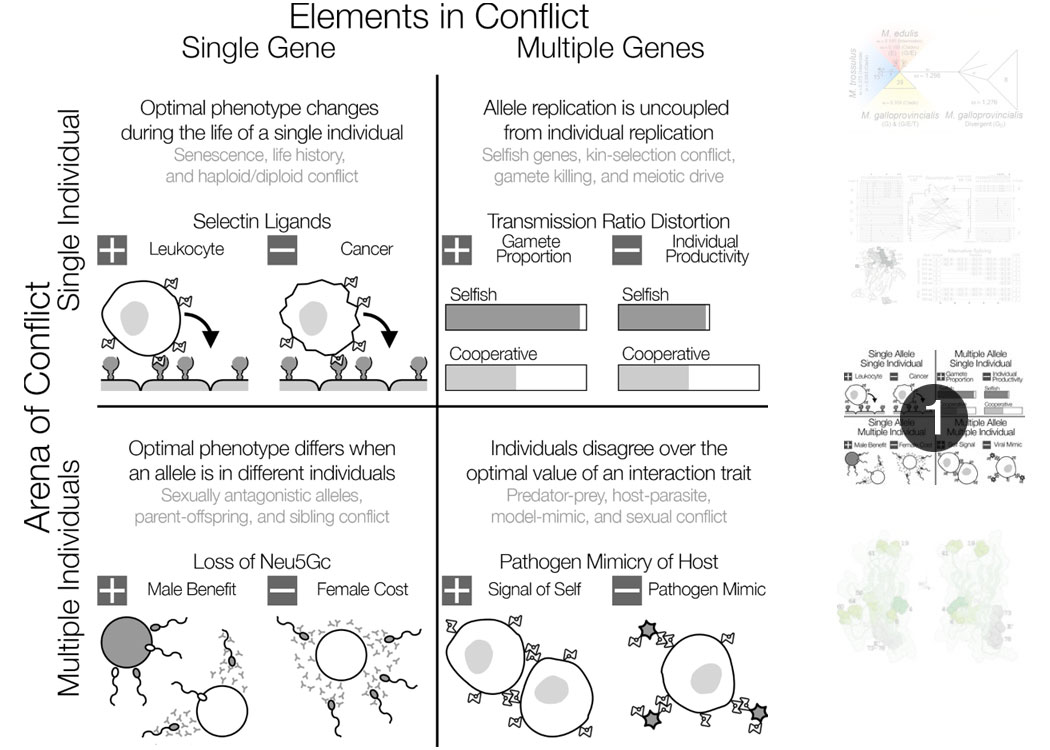 Elements in Conflict
Single Gene
Multiple Genes
Arena of Conflict
Single Individual
Multiple Individuals
Optimal phenotype changes
during the life of a single individual
Senescence, life history,
and haploid/diploid conflict
Selectin Ligands
+ Leukocyte
− Cancer
Allele replication is uncoupled
from individual replication
Selfish genes, kin-selection conflict,
gamete killing, and meiotic drive
Transmission Ratio Distortion
+ Gamete
Proportion
− Individual
Productivity
Selfish
Selfish
Cooperative
Cooperative
Optimal phenotype differs when
an allele is in different individuals
Sexually antagonistic alleles,
parent-offspring, and sibling conflict
Loss of Neu5Gc
+ Male Benefit
− Female Cost
Individuals disagree over the
optimal value of an interaction trait
Predator-prey, host-parasite,
model-mimic, and sexual conflict
Pathogen Mimicry of Host
+ Signal of Self
− Pathogen Mimic
M. edulis
M. trossulus
M. galloprovincialis
M. galloprovincialis
Single Allele
Single Individual
Multiple Allele
Single Individual
+ Leukocyte
− Cancer
+ Gamete
Proportion
− Individual
Productivity
Selfish
Cooperative
Cooperative
1
Single Allele
Multiple Individual
Multiple Allele
Multiple Individual
+ Male Benefit
Signal
− Viral Mimic